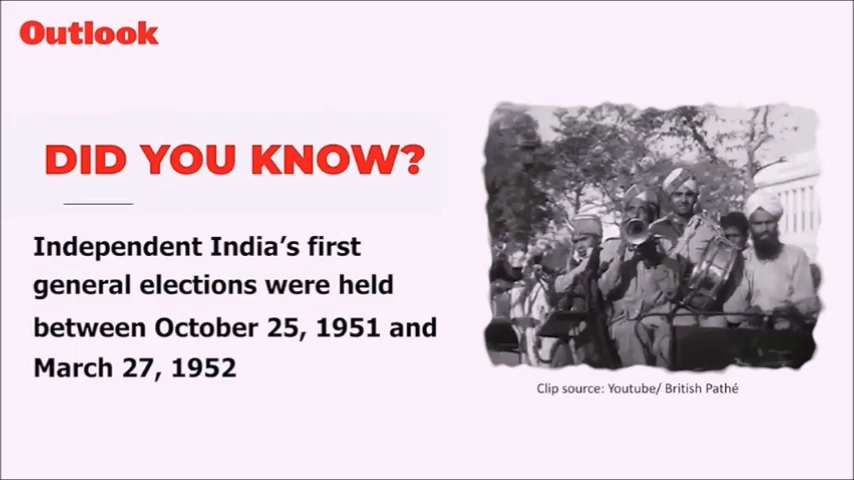 Outlook
DID YOU KNOW?
Independent India’s first
general elections were held
between October 25, 1951 and
March 27, 1952
Clip source: Youtube/ British Pathé